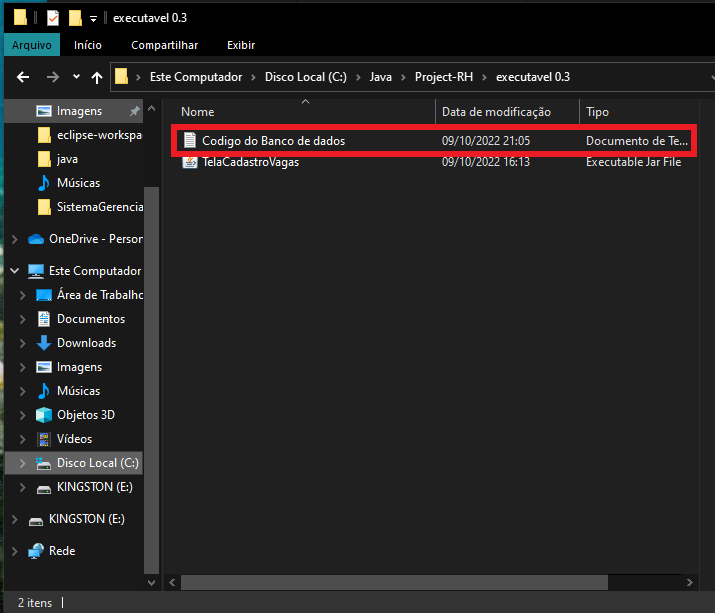 executavel 0.3
Arquivo Início Compartilhar Exibir
Este Computador Disco Local (C:) Java Project-RH executavel 0.3
Imagens
eclipse-workspa
java
Músicas
SistemaGerencia
OneDrive - Person
Este Computador
Área de Trabalho
Documentos
Downloads
Imagens
Músicas
Objetos 3D
Vídeos
Disco Local (C:)
KINGSTON (E:)
KINGSTON (E:)
Rede
Nome Data de modificação Tipo
Codigo do Banco de dados 09/10/2022 21:05 Documento de Te...
TelaCadastroVagas 09/10/2022 16:13 Executable Jar File
2 itens